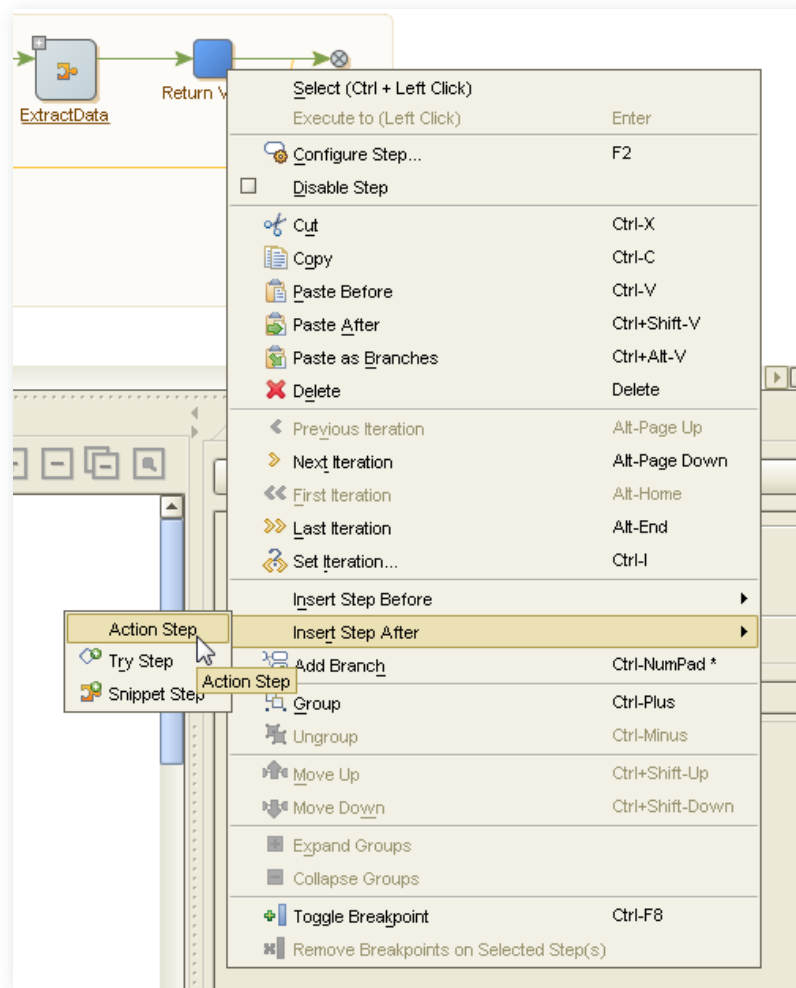 ExtractData
Return V
Select (Ctrl + Left Click)
Execute to (Left Click) Enter
Configure Step... F2
Disable Step
Cut Ctrl-X
Copy Ctrl-C
Paste Before Ctrl-V
Paste After Ctrl+Shift-V
Paste as Branches Ctrl+Alt-V
Delete Delete
Previous Iteration Alt-Page Up
Next Iteration Alt-Page Down
First Iteration Alt-Home
Last Iteration Alt-End
Set Iteration... Ctrl-I
Insert Step Before
Insert Step After
Action Step
Try Step
Snippet Step
Action Step
Add Branch Ctrl-NumPad *
Group Ctrl-Plus
Ungroup Ctrl-Minus
Move Up Ctrl+Shift-Up
Move Down Ctrl+Shift-Down
Expand Groups
Collapse Groups
Toggle Breakpoint Ctrl-F8
Remove Breakpoints on Selected Step(s)